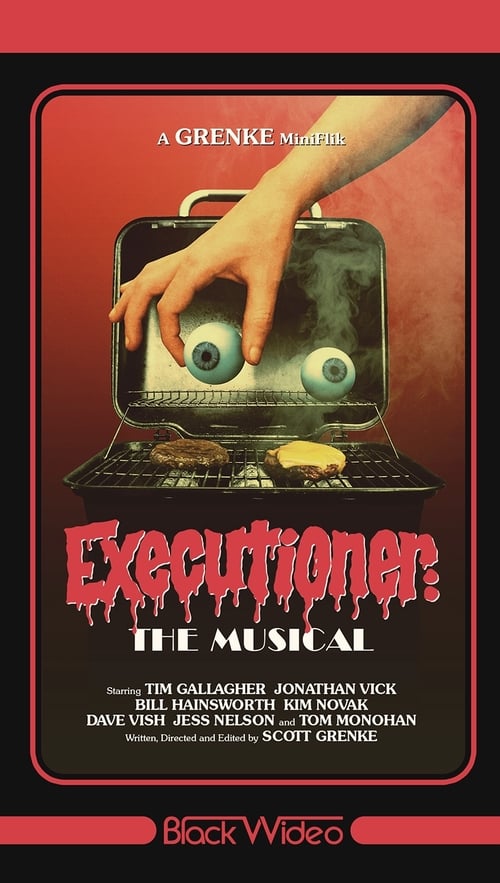 A GRENKE MiniFlik
Executioner:
THE MUSICAL
Starring TIM GALLAGHER JONATHAN VICK
BILL HAINSWORTH KIM NOVAK
DAVE VISH JESS NELSON and TOM MONOHAN
Written, Directed and Edited by SCOTT GRENKE
Black Wideo